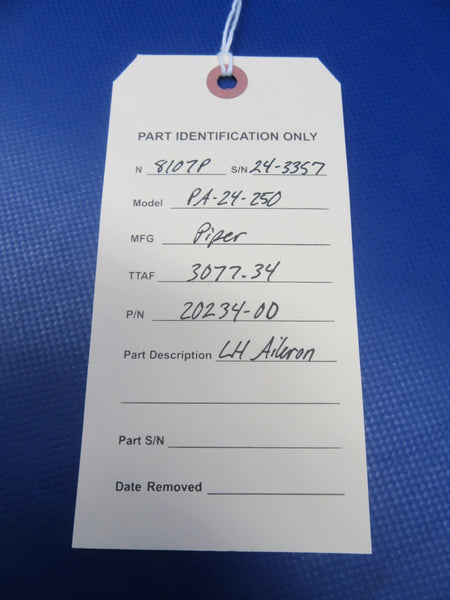 PART IDENTIFICATION ONLY
N 8107P S/N 24-3357
Model PA-24-250
MFG Piper
TTAF 3077.34
P/N 20234-00
Part Description LH Aileron
Part S/N
Date Removed